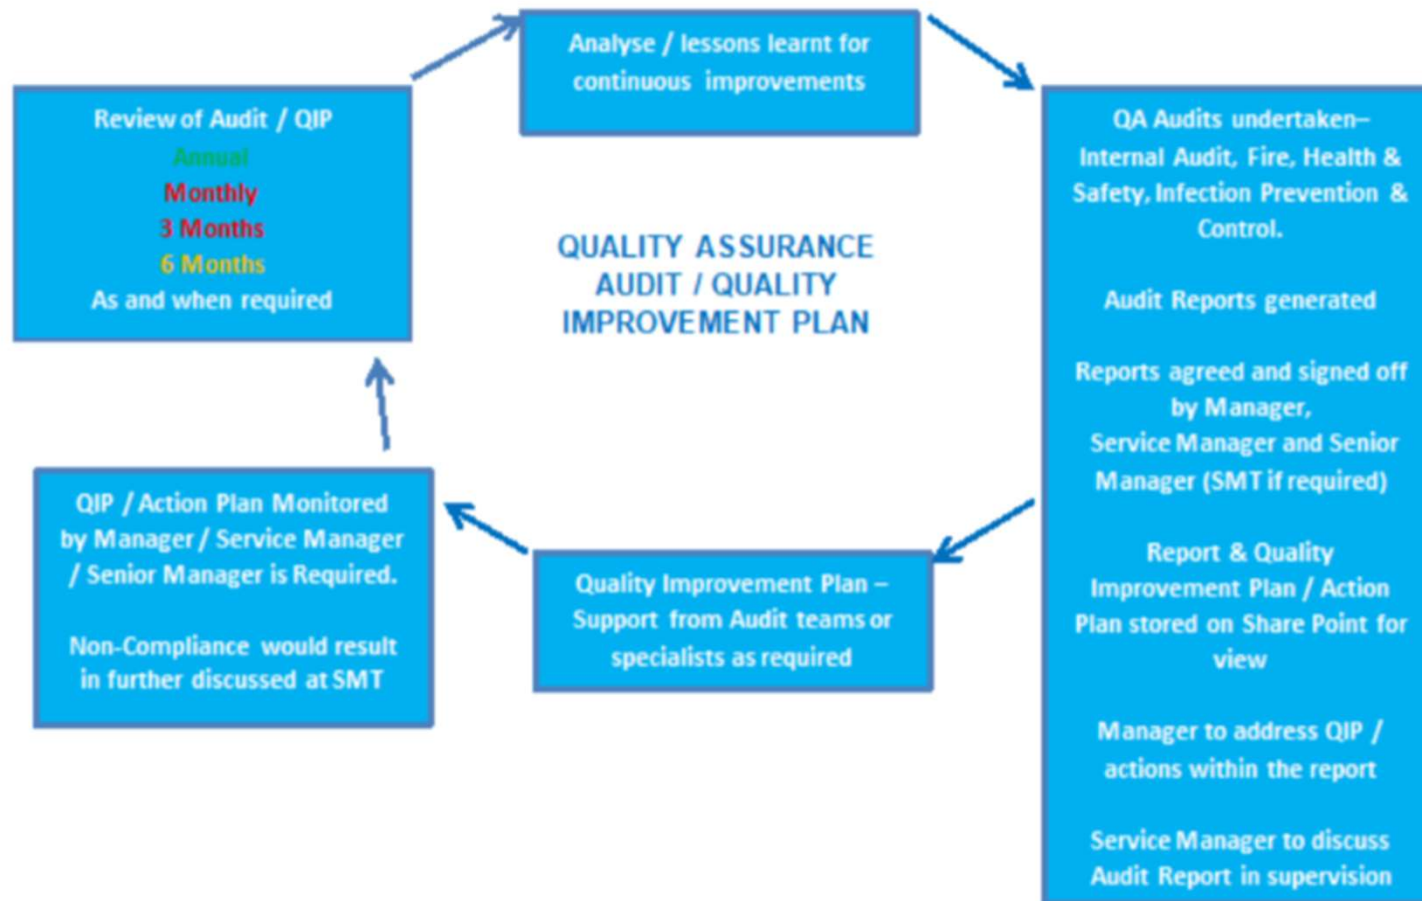 Analyse / lessons learnt for
continuous improvements
Review of Audit / QIP
Annual
Monthly
3 Months
6 Months
As and when required
QA Audits undertaken–
Internal Audit, Fire, Health &
Safety, Infection Prevention &
Control.
Audit Reports generated
Reports agreed and signed off
by Manager,
Service Manager and Senior
Manager (SMT if required)
Report & Quality
Improvement Plan / Action
Plan stored on Share Point for
view
Manager to address QIP /
actions within the report
Service Manager to discuss
Audit Report in supervision
QUALITY ASSURANCE
AUDIT / QUALITY
IMPROVEMENT PLAN
QIP / Action Plan Monitored
by Manager / Service Manager
/ Senior Manager is Required.
Non-Compliance would result
in further discussed at SMT
Quality Improvement Plan –
Support from Audit teams or
specialists as required